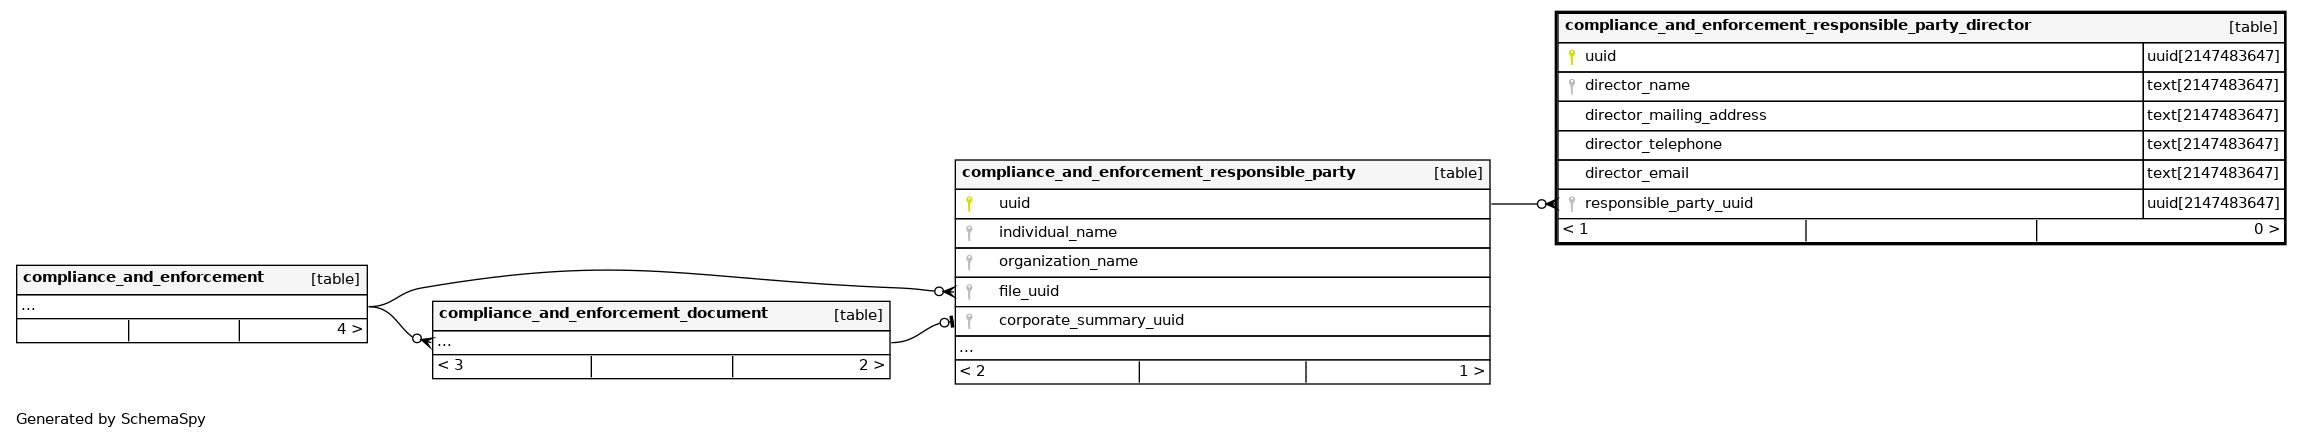 compliance_and_enforcement_responsible_party_director [table]
uuid uuid[2147483647]
director_name text[2147483647]
director_mailing_address text[2147483647]
director_telephone text[2147483647]
director_email text[2147483647]
responsible_party_uuid uuid[2147483647]
< 1 0 >
compliance_and_enforcement_responsible_party [table]
uuid
individual_name
organization_name
file_uuid
corporate_summary_uuid
...
< 2 1 >
compliance_and_enforcement [table]
...
4 >
compliance_and_enforcement_document [table]
...
< 3 2 >
Generated by SchemaSpy